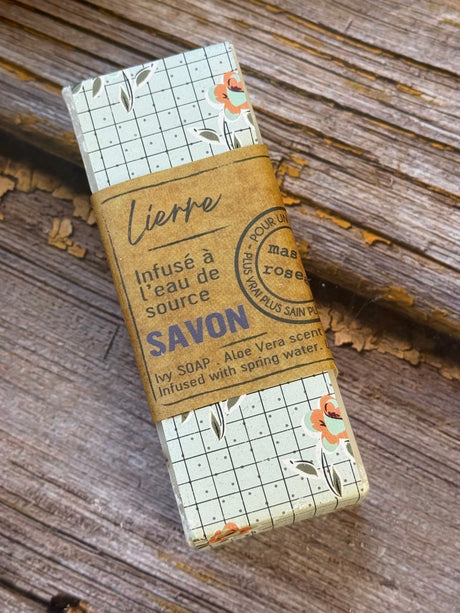 Lierre
Infusé à
l'eau de
source
SAVON
Ivy SOAP . Aloe Vera scent
Infused with spring water.
POUR UN
mas
rose
PLUS VRAI PLUS SAIN